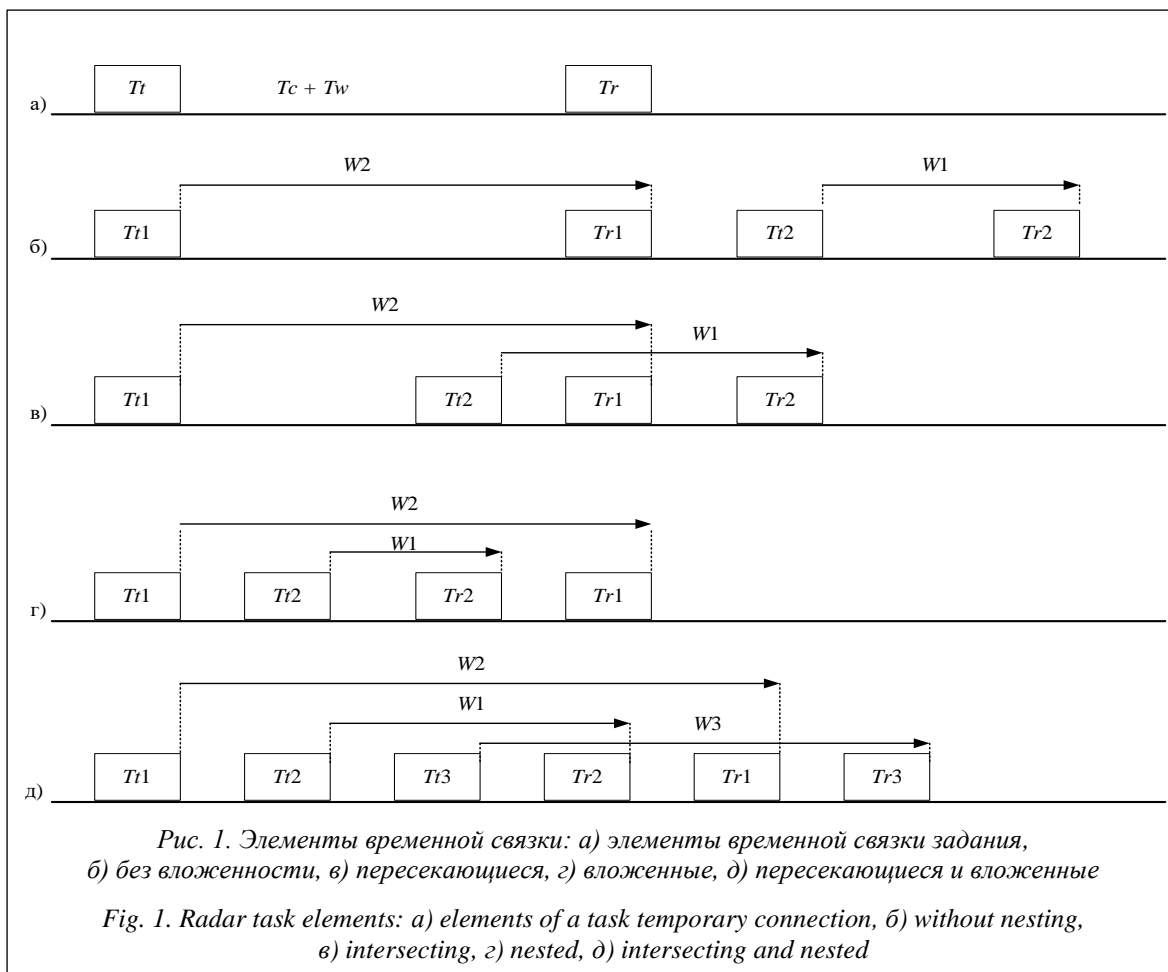 Tt Tc + Tw Tr
а)
W2 W1
Tt1 Tr1 Tt2 Tr2
б)
W2
W1
Tt1 Tt2 Tr1 Tr2
в)
W2
W1
Tt1 Tt2 Tr2 Tr1
г)
W2
W1
W3
Tt1 Tt2 Tt3 Tr2 Tr1 Tr3
д)
Рис. 1. Элементы временной связки: а) элементы временной связки задания,
б) без вложенности, в) пересекающиеся, г) вложенные, д) пересекающиеся и вложенные
Fig. 1. Radar task elements: a) elements of a task temporary connection, б) without nesting,
в) intersecting, г) nested, д) intersecting and nested